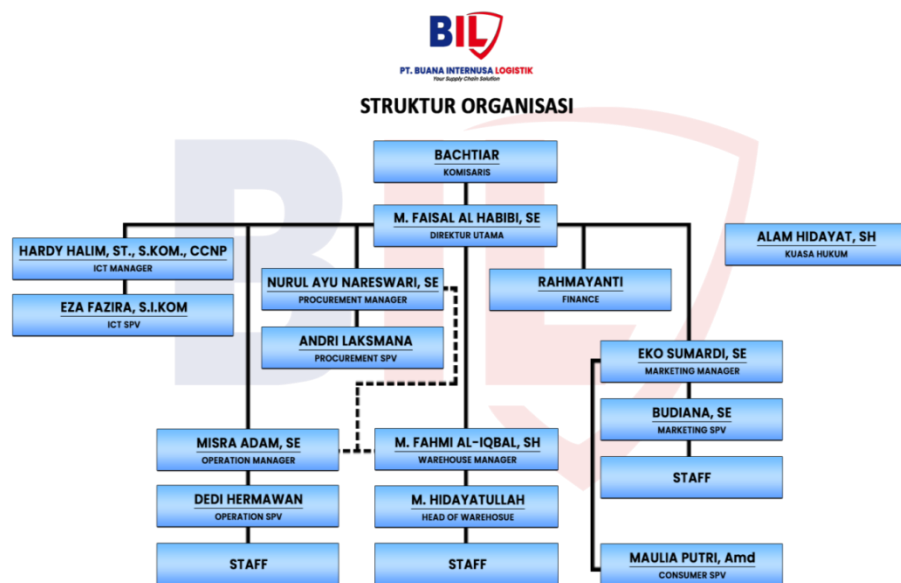 BIL
PT. BUANA INTERNUSA LOGISTIK
Your Supply Chain Solution
STRUKTUR ORGANISASI
BACHTIAR
KOMISARIS
M. FAISAL AL HABIBI, SE
DIREKTUR UTAMA
HARDY HALIM, ST., S.KOM., CCNP
ICT MANAGER
EZA FAZIRA, S.I.KOM
ICT SPV
NURUL AYU NARESWARI, SE
PROCUREMENT MANAGER
ANDRI LAKSMANA
PROCUREMENT SPV
RAHMAYANTI
FINANCE
ALAM HIDAYAT, SH
KUASA HUKUM
EKO SUMARDI, SE
MARKETING MANAGER
BUDIANA, SE
MARKETING SPV
STAFF
MISRA ADAM, SE
OPERATION MANAGER
DEDI HERMAWAN
OPERATION SPV
STAFF
M. FAHMI AL-IQBAL, SH
WAREHOUSE MANAGER
M. HIDAYATULLAH
HEAD OF WAREHOSUE
STAFF
MAULIA PUTRI, Amd
CONSUMER SPV
BIL